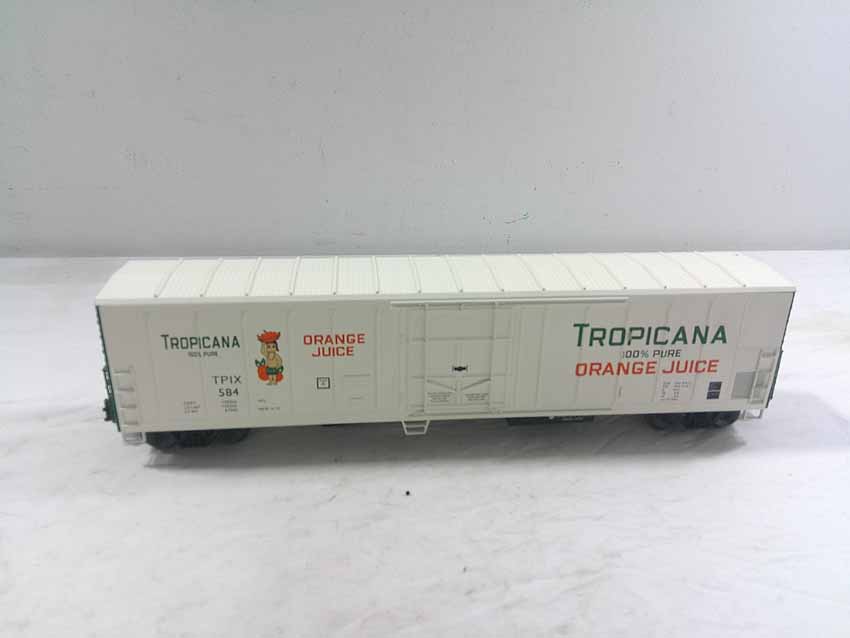 TROPICANA
100% PURE
ORANGE
JUICE
TPIX
584
TROPICANA
100% PURE
ORANGE JUICE